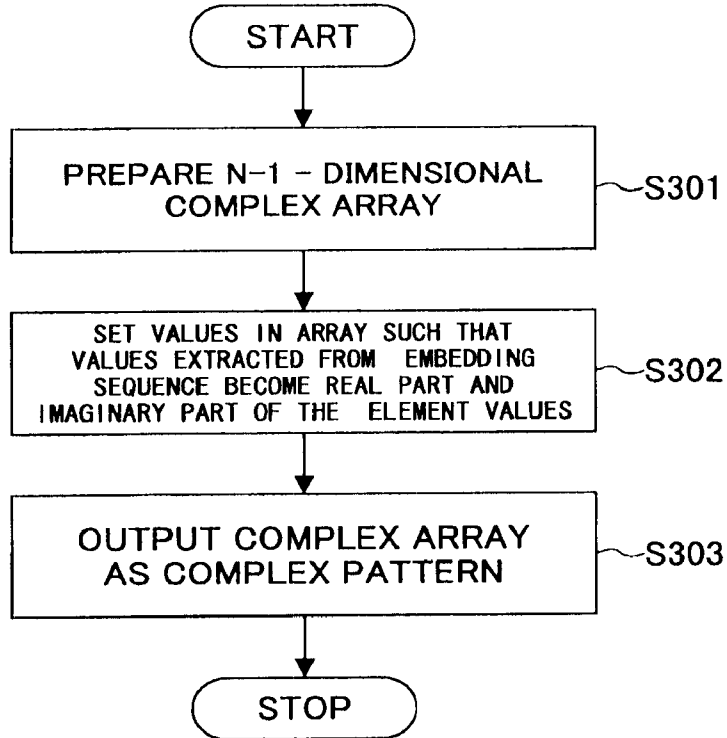 START
PREPARE N-1 - DIMENSIONAL
COMPLEX ARRAY
S301
SET VALUES IN ARRAY SUCH THAT
VALUES EXTRACTED FROM EMBEDDING
SEQUENCE BECOME REAL PART AND
IMAGINARY PART OF THE ELEMENT VALUES
S302
OUTPUT COMPLEX ARRAY
AS COMPLEX PATTERN
S303
STOP